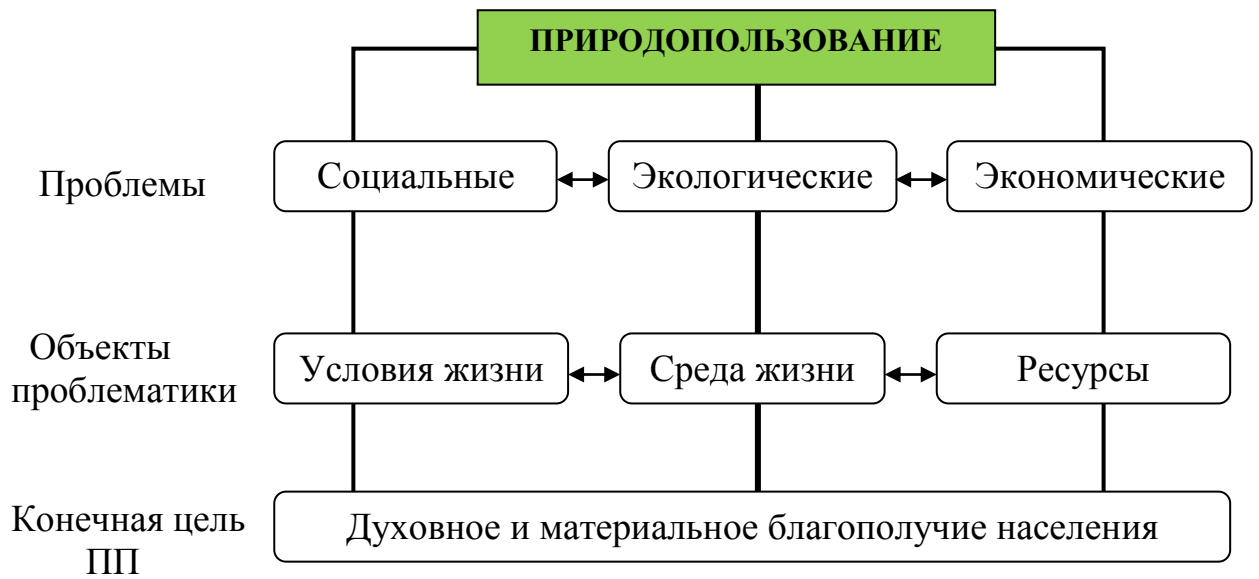 ПРИРОДОПОЛЬЗОВАНИЕ
Проблемы
Социальные
Экологические
Экономические
Объекты
проблематики
Условия жизни
Среда жизни
Ресурсы
Конечная цель
ПП
Духовное и материальное благополучие населения